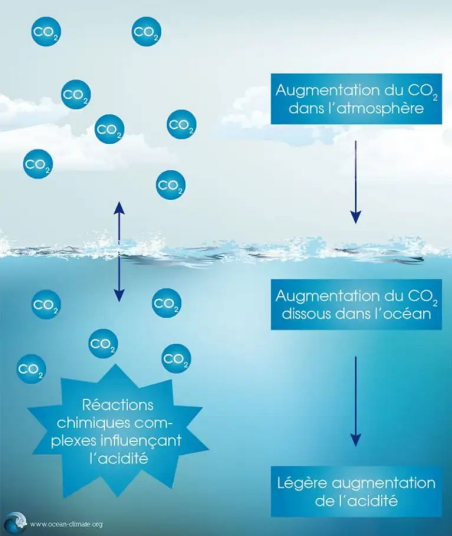 CO₂
CO₂
CO₂
CO₂
CO₂
CO₂
CO₂
Augmentation du CO₂
dans l'atmosphère
CO₂
CO₂
CO₂
CO₂
CO₂
Augmentation du CO₂
dissous dans l'océan
Réactions
chimiques com-
plexes influençant
l'acidité
Légère augmentation
de l'acidité
www.ocean-climate.org